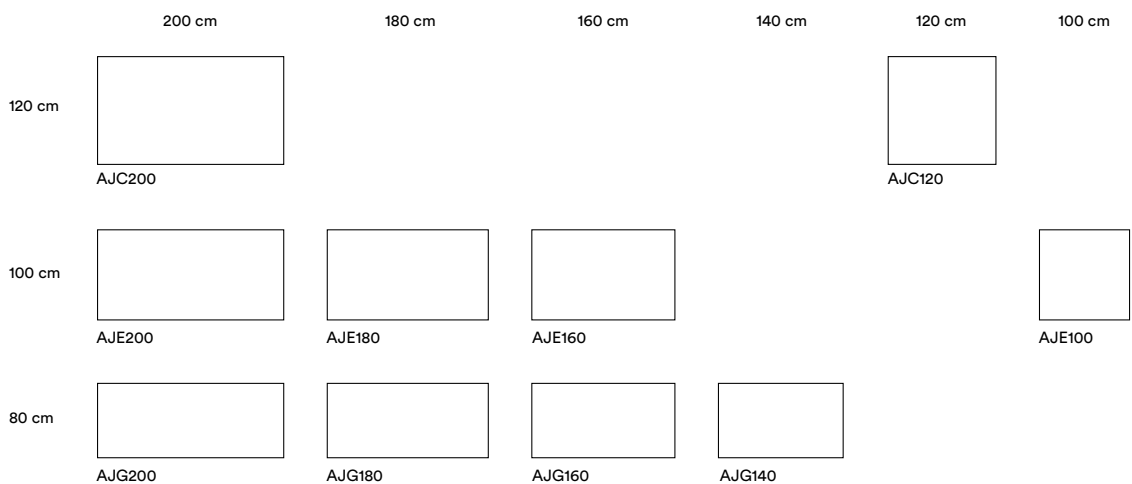 200 cm 180 cm 160 cm 140 cm 120 cm 100 cm
120 cm
AJC200 AJC120
100 cm
AJE200 AJE180 AJE160 AJE100
80 cm
AJG200 AJG180 AJG160 AJG140